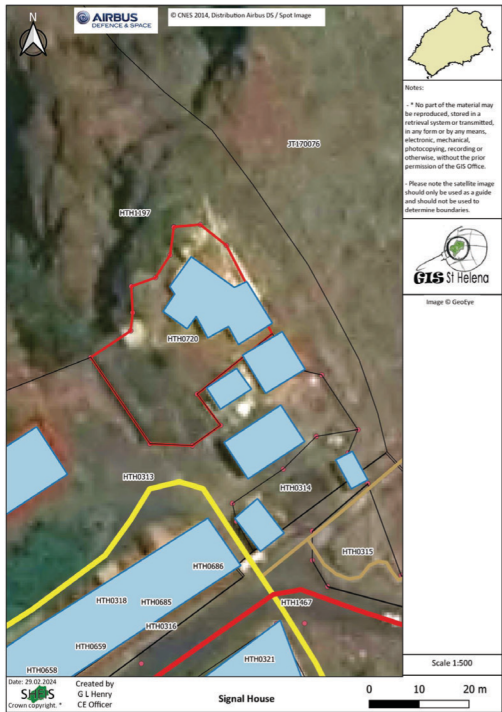 N
AIRBUS
DEFENCE & SPACE
© CNES 2014, Distribution Airbus DS / Spot Image
JT170076
HTH1197
HTH0720
HTH0313
HTH0314
HTH0315
HTH0686
HTH0318
HTH0685
HTH0316
HTH1467
HTH0659
HTH0658
HTH0321
Notes:
- * No part of the material may
be reproduced, stored in a
retrieval system or transmitted,
in any form or by any means,
electronic, mechanical,
photocopying, recording or
otherwise, without the prior
permission of the GIS Office.
- Please note the satellite image
should only be used as a guide
and should not be used to
determine boundaries.
GIS St Helena
Image © GeoEye
Scale 1:500
Date: 29.02.2024
Crown copyright. *
Created by
G L Henry
CE Officer
Signal House
0 10 20 m